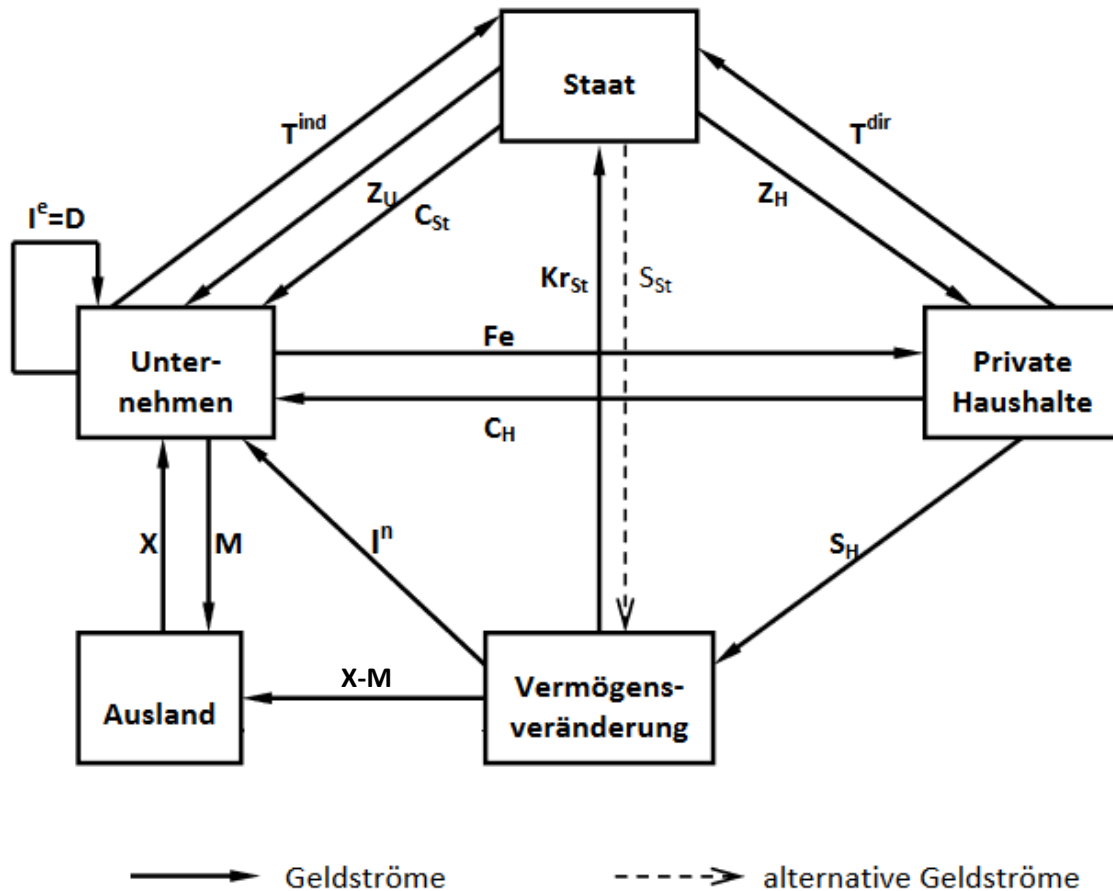 Staat
T^ind
T^dir
Z_U
Z_H
C_St
I^e=D
Kr_St
S_St
Unter-
nehmen
Fe
Private
Haushalte
C_H
X
M
I^n
S_H
X-M
Ausland
Vermögens-
veränderung
Geldströme
alternative Geldströme